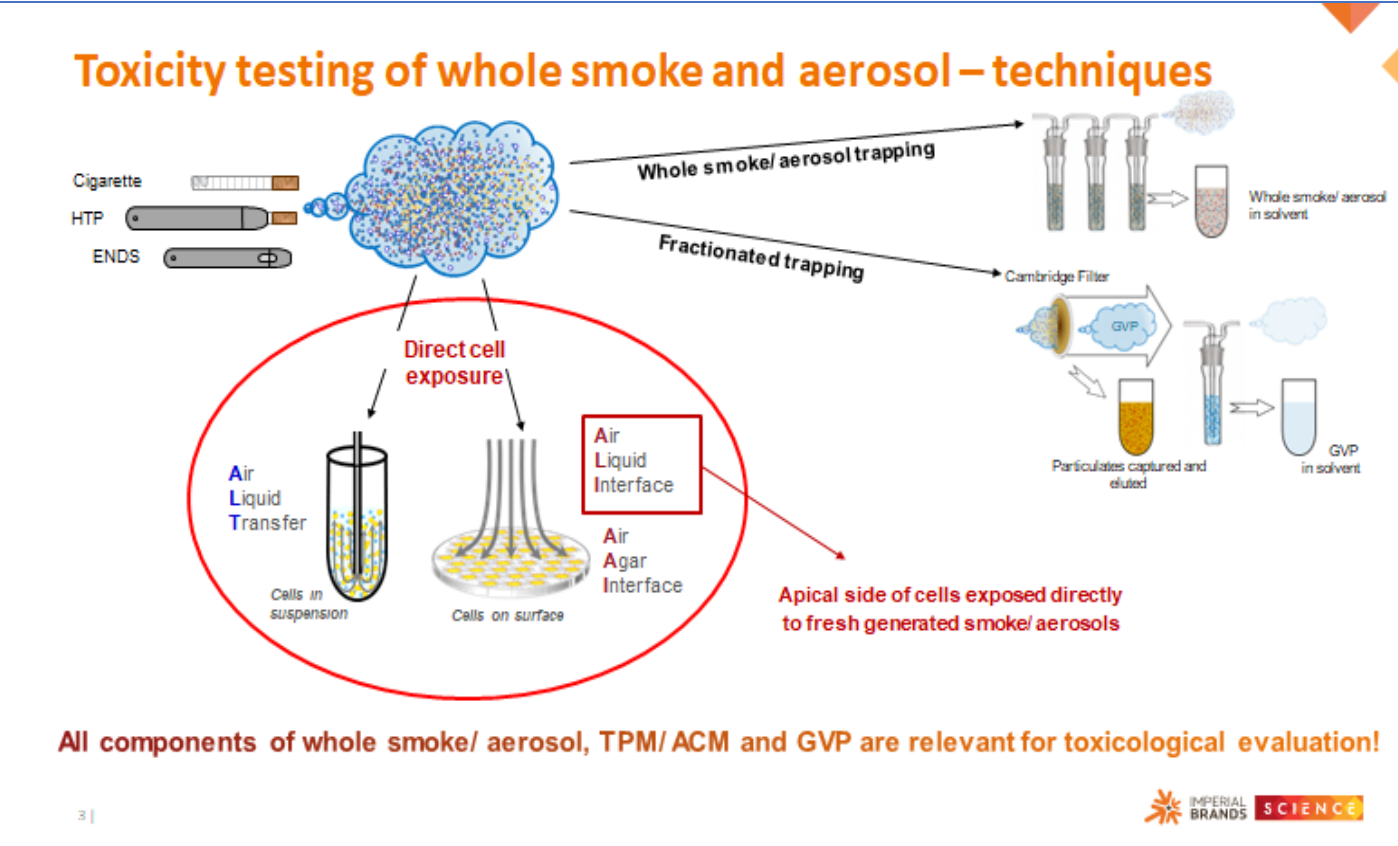 Toxicity testing of whole smoke and aerosol – techniques
Cigarette
HTP
ENDS
Whole smoke/ aerosol trapping
Whole smoke/ aerosol
in solvent
Fractionated trapping
Cambridge Filter
GVP
Particulates captured and
eluted
GVP
in solvent
Direct cell
exposure
Air
Liquid
Transfer
Cells in
suspension
Cells on surface
Air
Liquid
Interface
Air
Agar
Interface
Apical side of cells exposed directly
to fresh generated smoke/ aerosols
All components of whole smoke/ aerosol, TPM/ ACM and GVP are relevant for toxicological evaluation!
3 |
IMPERIAL
BRANDS
SCIENCE